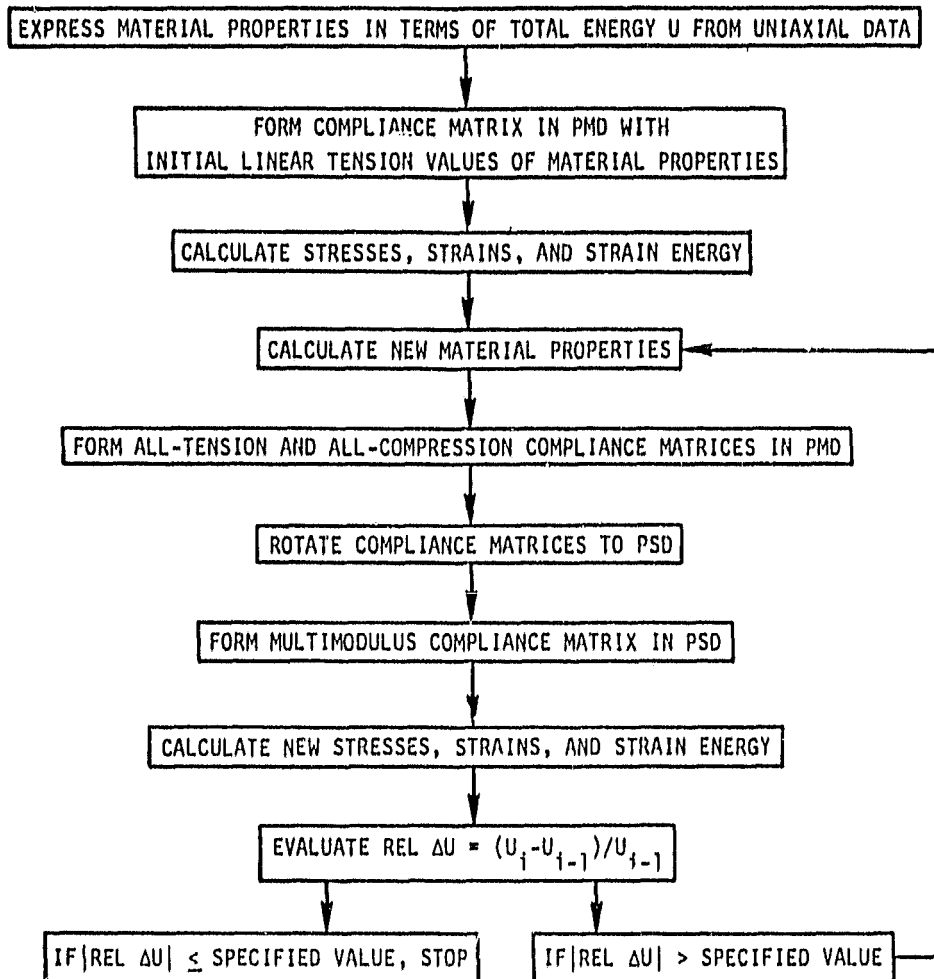 EXPRESS MATERIAL PROPERTIES IN TERMS OF TOTAL ENERGY U FROM UNIAXIAL DATA
FORM COMPLIANCE MATRIX IN PMD WITH
INITIAL LINEAR TENSION VALUES OF MATERIAL PROPERTIES
CALCULATE STRESSES, STRAINS, AND STRAIN ENERGY
CALCULATE NEW MATERIAL PROPERTIES
FORM ALL-TENSION AND ALL-COMPRESSION COMPLIANCE MATRICES IN PMD
ROTATE COMPLIANCE MATRICES TO PSD
FORM MULTIMODULUS COMPLIANCE MATRIX IN PSD
CALCULATE NEW STRESSES, STRAINS, AND STRAIN ENERGY
EVALUATE REL ΔU = (U_i-U_{i-1})/U_{i-1}
IF|REL ΔU| ≤ SPECIFIED VALUE, STOP
IF|REL ΔU| > SPECIFIED VALUE